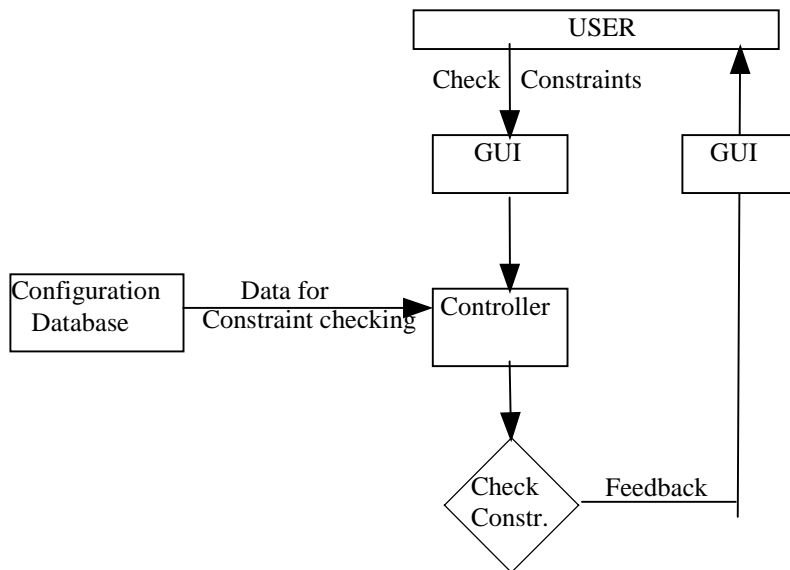 USER
Check Constraints
GUI
GUI
Configuration
Database
Data for
Constraint checking
Controller
Check
Constr.
Feedback